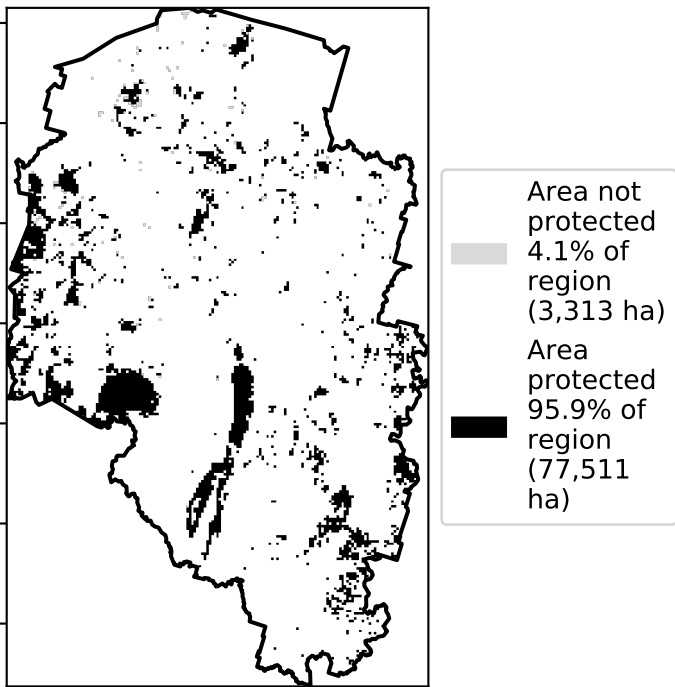 Area not
protected
4.1% of
region
(3,313 ha)
Area
protected
95.9% of
region
(77,511
ha)